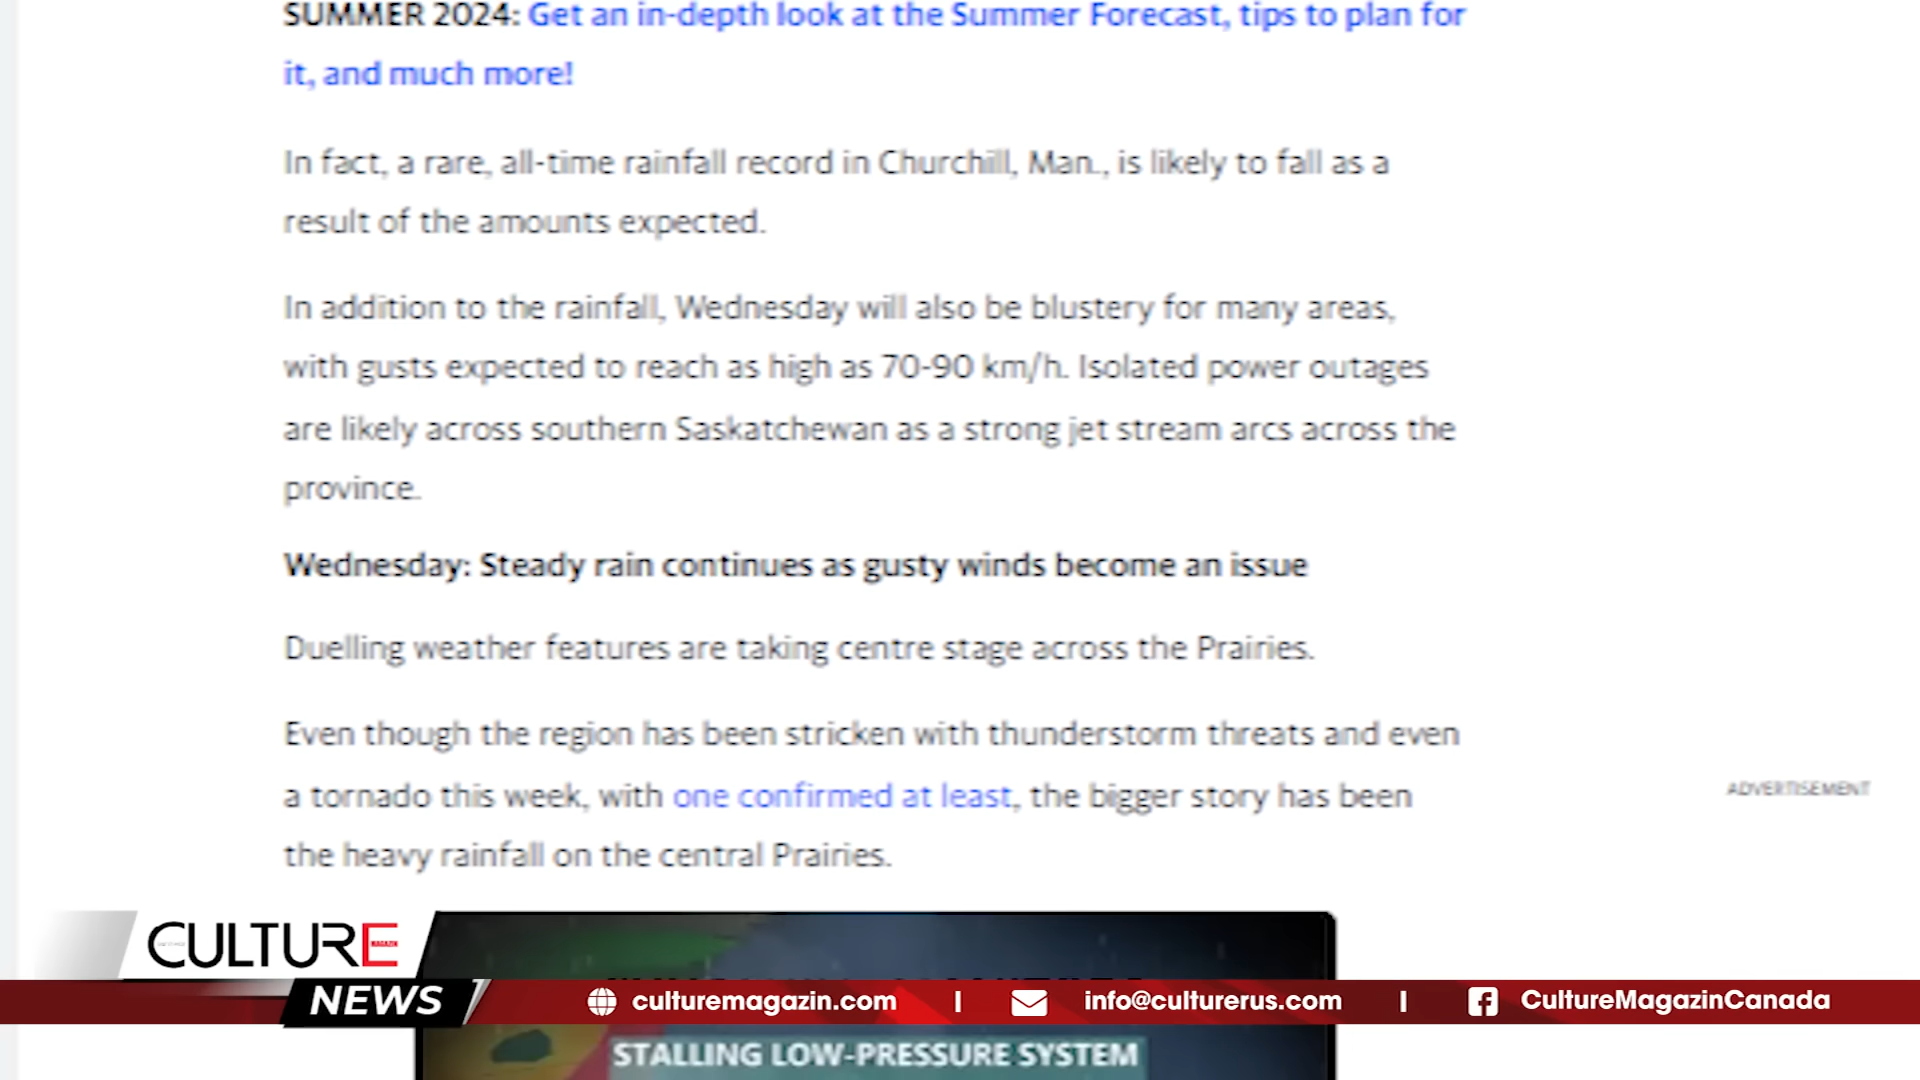 SUMMER 2024: Get an in-depth look at the Summer Forecast, tips to plan for
it, and much more!
In fact, a rare, all-time rainfall record in Churchill, Man., is likely to fall as a
result of the amounts expected.
In addition to the rainfall, Wednesday will also be blustery for many areas,
with gusts expected to reach as high as 70-90 km/h. Isolated power outages
are likely across southern Saskatchewan as a strong jet stream arcs across the
province.
Wednesday: Steady rain continues as gusty winds become an issue
Duelling weather features are taking centre stage across the Prairies.
Even though the region has been stricken with thunderstorm threats and even
a tornado this week, with one confirmed at least, the bigger story has been
the heavy rainfall on the central Prairies.
ADVERTISEMENT
CULTURE
NEWS
culturemagazin.com | info@culturerus.com | CultureMagazinCanada
STALLING LOW-PRESSURE SYSTEM